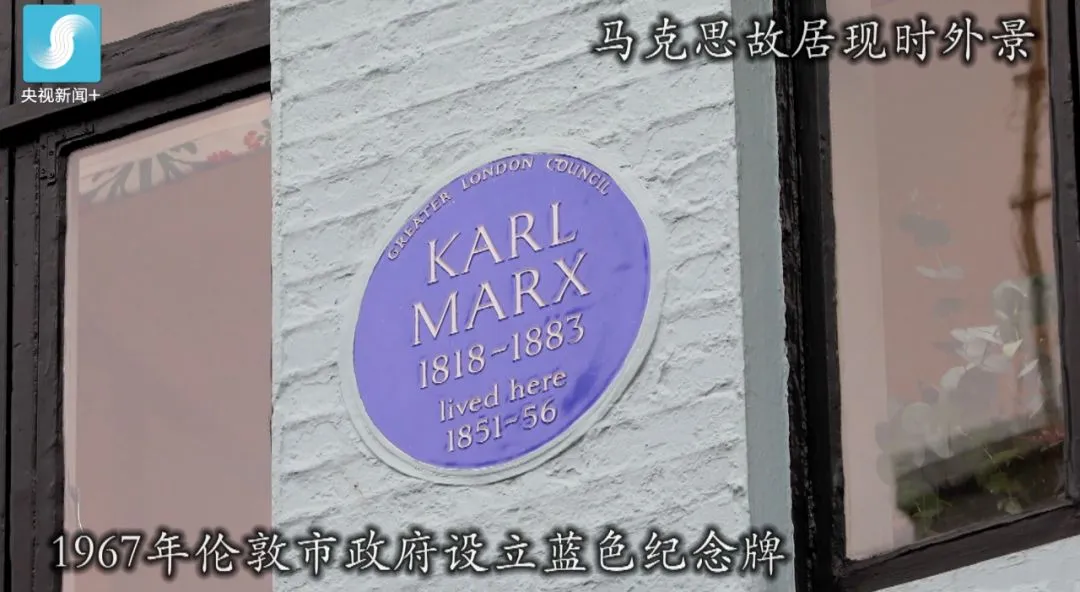 央视新闻+
马克思故居现时外景
GREATER LONDON COUNCIL
KARL
MARX
1818-1883
lived here
1851-56
1967年伦敦市政府设立蓝色纪念牌